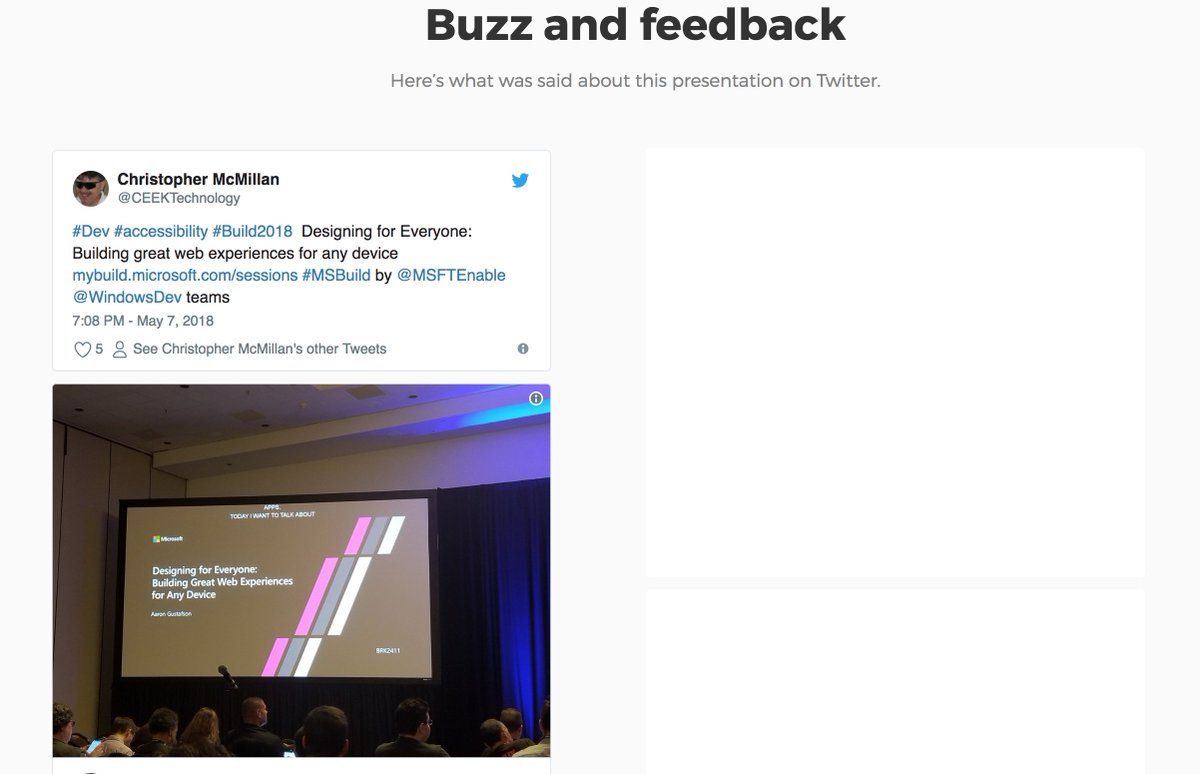 Buzz and feedback
Here’s what was said about this presentation on Twitter.
Christopher McMillan
@CEEKTechnology
#Dev #accessibility #Build2018 Designing for Everyone:
Building great web experiences for any device
mybuild.microsoft.com/sessions #MSBuild by @MSFTEnable
@WindowsDev teams
7:08 PM - May 7, 2018
5 See Christopher McMillan's other Tweets
APPS.
TODAY I WANT TO TALK ABOUT
Microsoft
Designing for Everyone:
Building Great Web Experiences
for Any Device
Aaron Gustafson
BRK2411